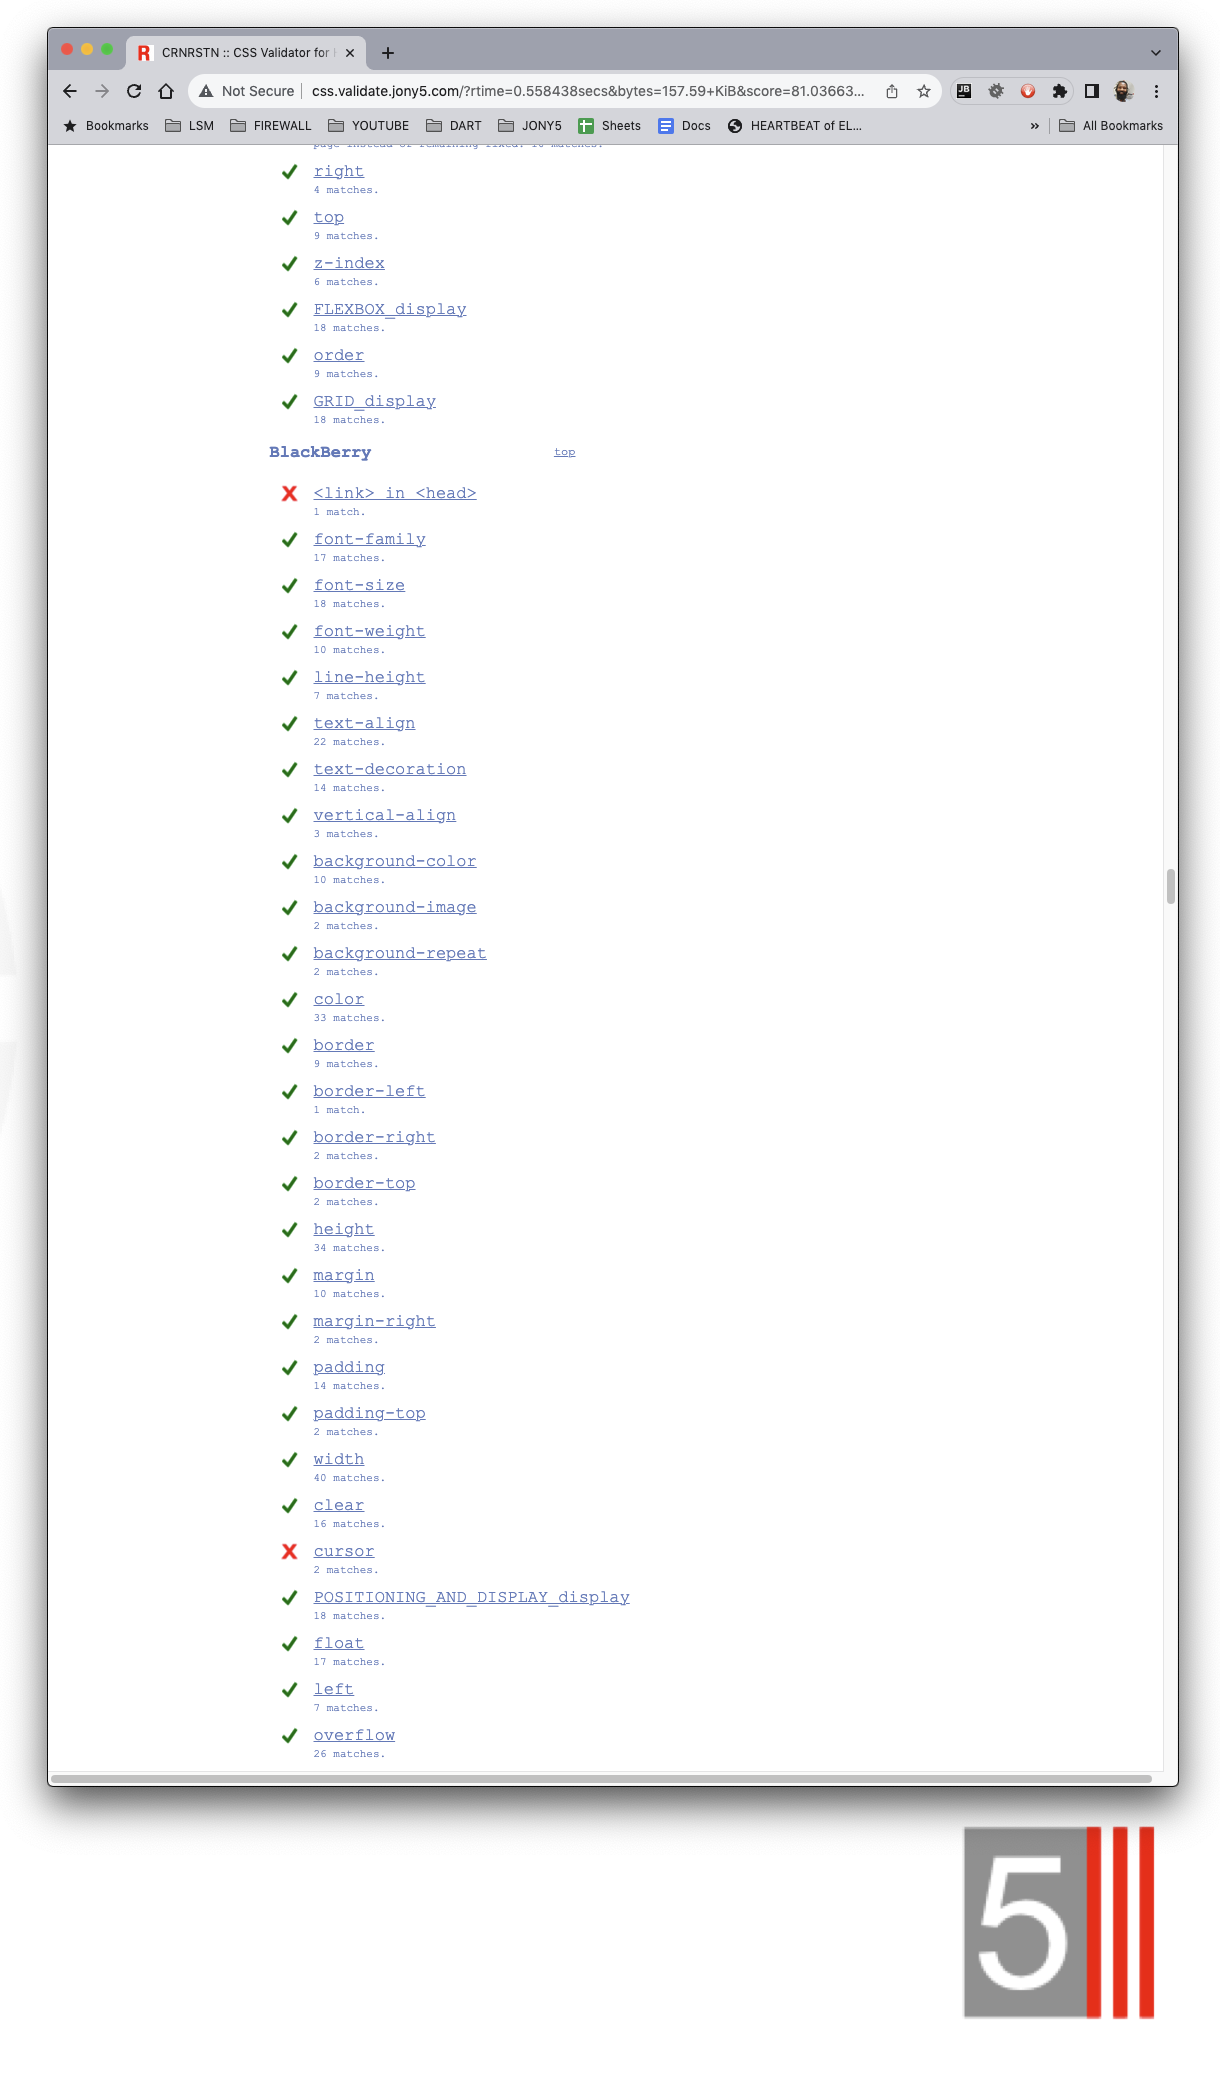 CRNRSTN :: CSS Validator for
Not Secure
css.validate.jony5.com/?rtime=0.558438secs&bytes=157.59+KiB&score=81.03663...
JB
Bookmarks
LSM
FIREWALL
YOUTUBE
DART
JONY5
Sheets
Docs
HEARTBEAT of EL...
»
All Bookmarks
page instead of remaining fixed. 10 matches.
right
4 matches.
top
9 matches.
z-index
6 matches.
FLEXBOX_display
18 matches.
order
9 matches.
GRID_display
18 matches.
BlackBerry top
<link> in <head>
1 match.
font-family
17 matches.
font-size
18 matches.
font-weight
10 matches.
line-height
7 matches.
text-align
22 matches.
text-decoration
14 matches.
vertical-align
3 matches.
background-color
10 matches.
background-image
2 matches.
background-repeat
2 matches.
color
33 matches.
border
9 matches.
border-left
1 match.
border-right
2 matches.
border-top
2 matches.
height
34 matches.
margin
10 matches.
margin-right
2 matches.
padding
14 matches.
padding-top
2 matches.
width
40 matches.
clear
16 matches.
cursor
2 matches.
POSITIONING_AND_DISPLAY_display
18 matches.
float
17 matches.
left
7 matches.
overflow
26 matches.
5